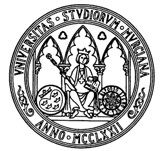 VNIVERSITAS · STVDIORVM · MVRCIANA
ANNO · MCCLXXII